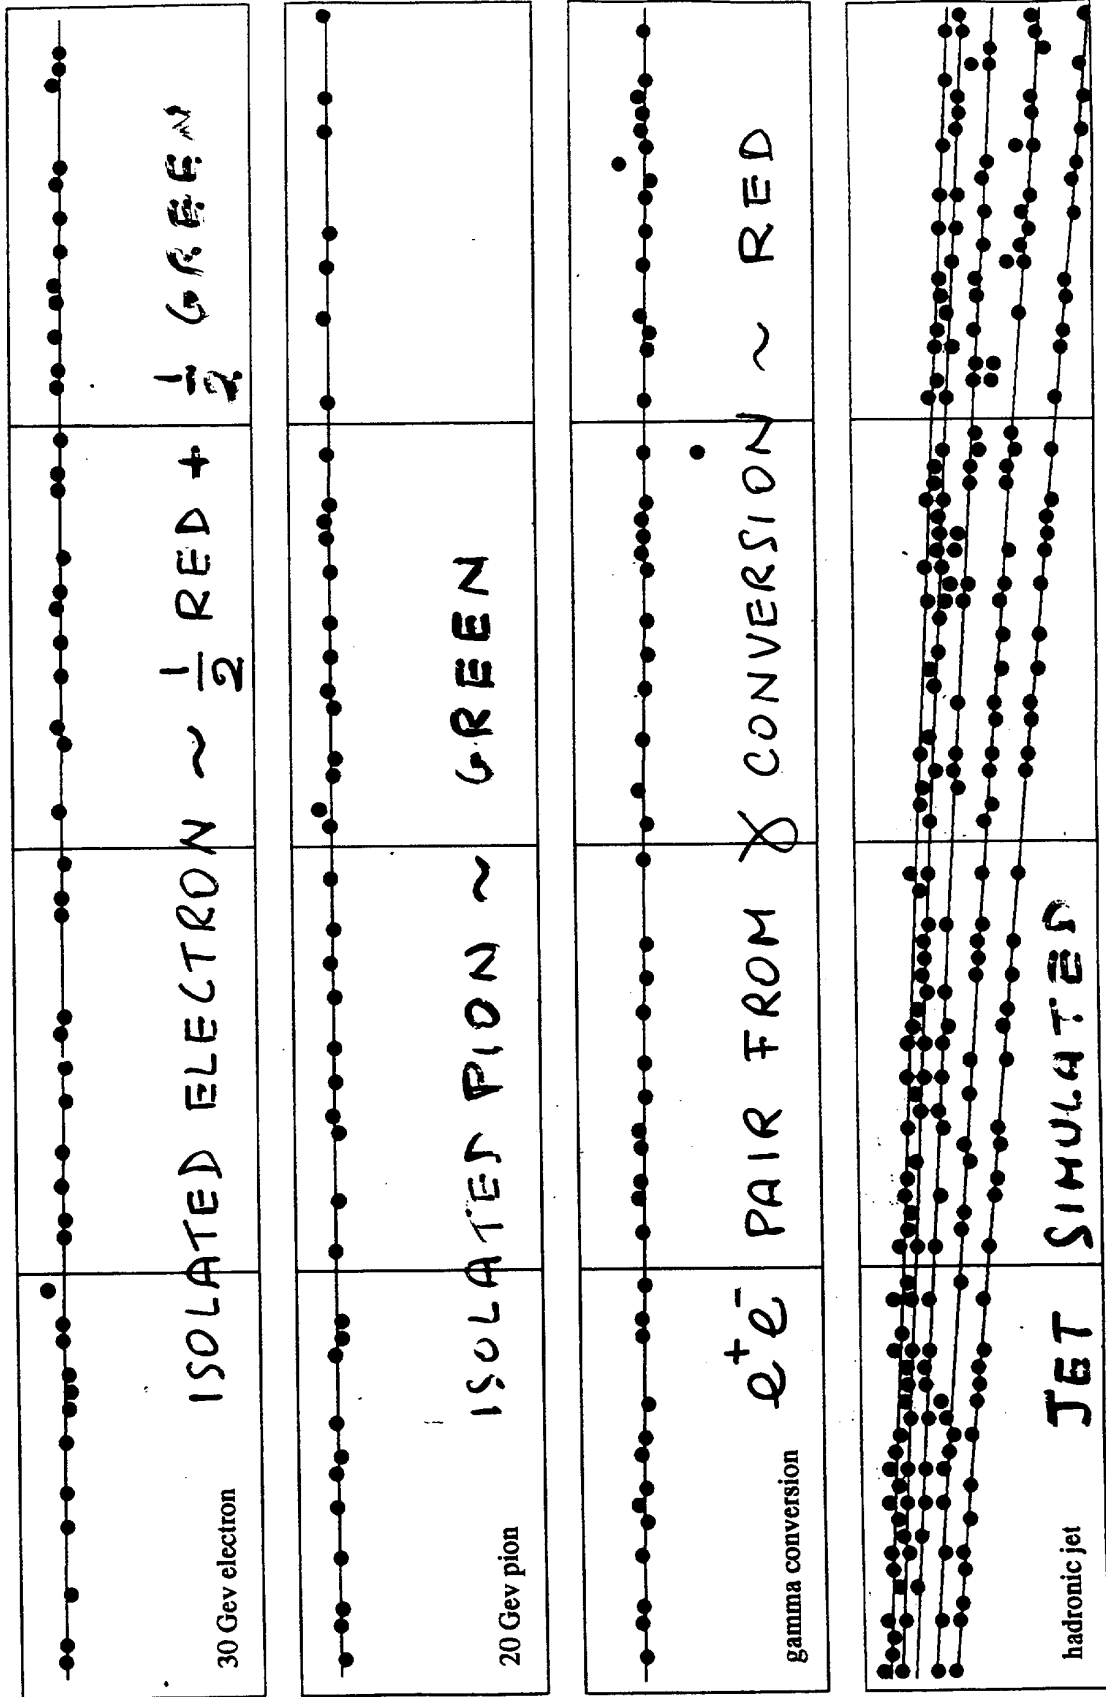 ISOLATED ELECTRON ~ 1/2 RED + 1/2 GREEN
30 Gev electron
ISOLATED PION ~ GREEN
20 Gev pion
e+e- PAIR FROM γ CONVERSION ~ RED
gamma conversion
JET SIMULATED
hadronic jet